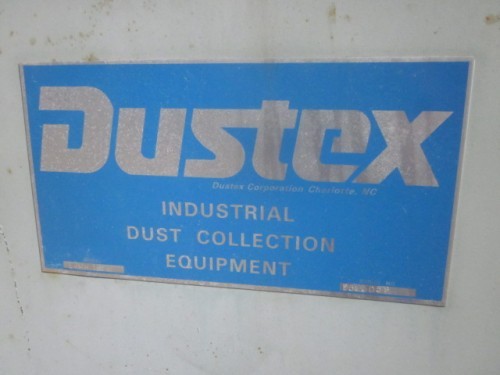 Dustex
Dustex Corporation Charlotte, NC
INDUSTRIAL
DUST COLLECTION
EQUIPMENT